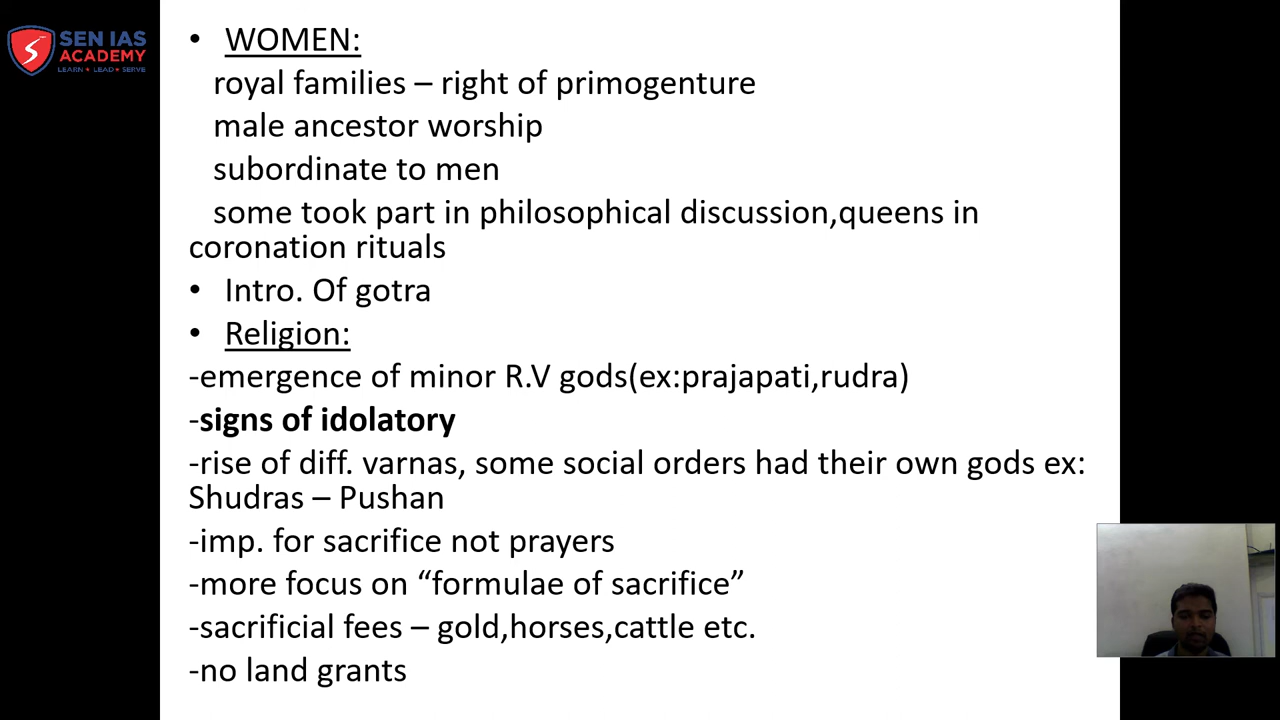 SEN IAS
ACADEMY
LEARN ★ LEAD ★ SERVE
• WOMEN:
royal families – right of primogenture
male ancestor worship
subordinate to men
some took part in philosophical discussion,queens in
coronation rituals
• Intro. Of gotra
• Religion:
-emergence of minor R.V gods(ex:prajapati,rudra)
-signs of idolatory
-rise of diff. varnas, some social orders had their own gods ex:
Shudras – Pushan
-imp. for sacrifice not prayers
-more focus on “formulae of sacrifice”
-sacrificial fees – gold,horses,cattle etc.
-no land grants